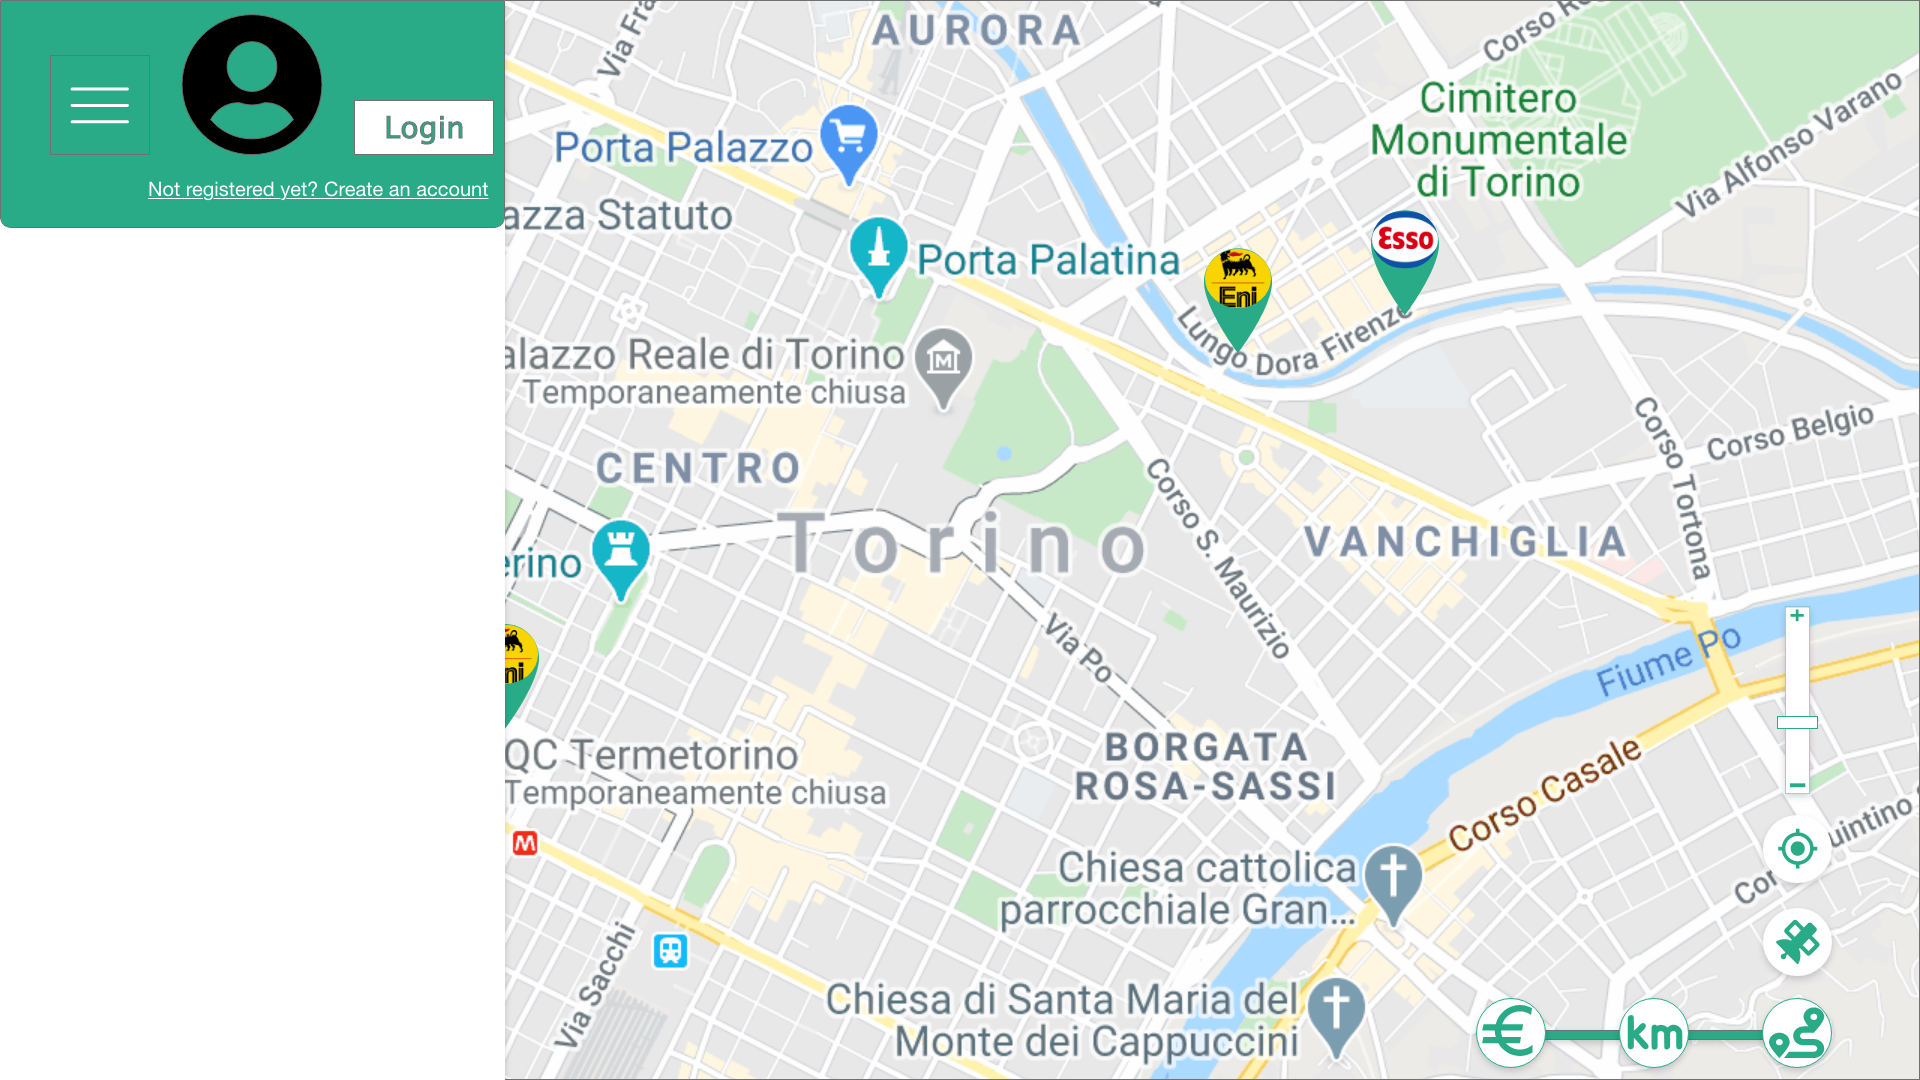 Login
Not registered yet? Create an account
AURORA
Via Fra
Corso R
Cimitero
Monumentale
di Torino
Via Alfonso Varano
Porta Palazzo
azza Statuto
Porta Palatina
Esso
Eni
Lungo Dora Firenze
alazzo Reale di Torino
Temporaneamente chiusa
M
Corso Belgio
Corso Tortona
CENTRO
Corso S. Maurizio
Torino
VANCHIGLIA
erino
Via Po
Fiume Po
+
ni
QC Termetorino
Temporaneamente chiusa
BORGATA
ROSA-SASSI
Corso Casale
−
uintino
M
Chiesa cattolica
parrocchiale Gran...
Cor
Via Sacchi
Chiesa di Santa Maria del
Monte dei Cappuccini
€
km